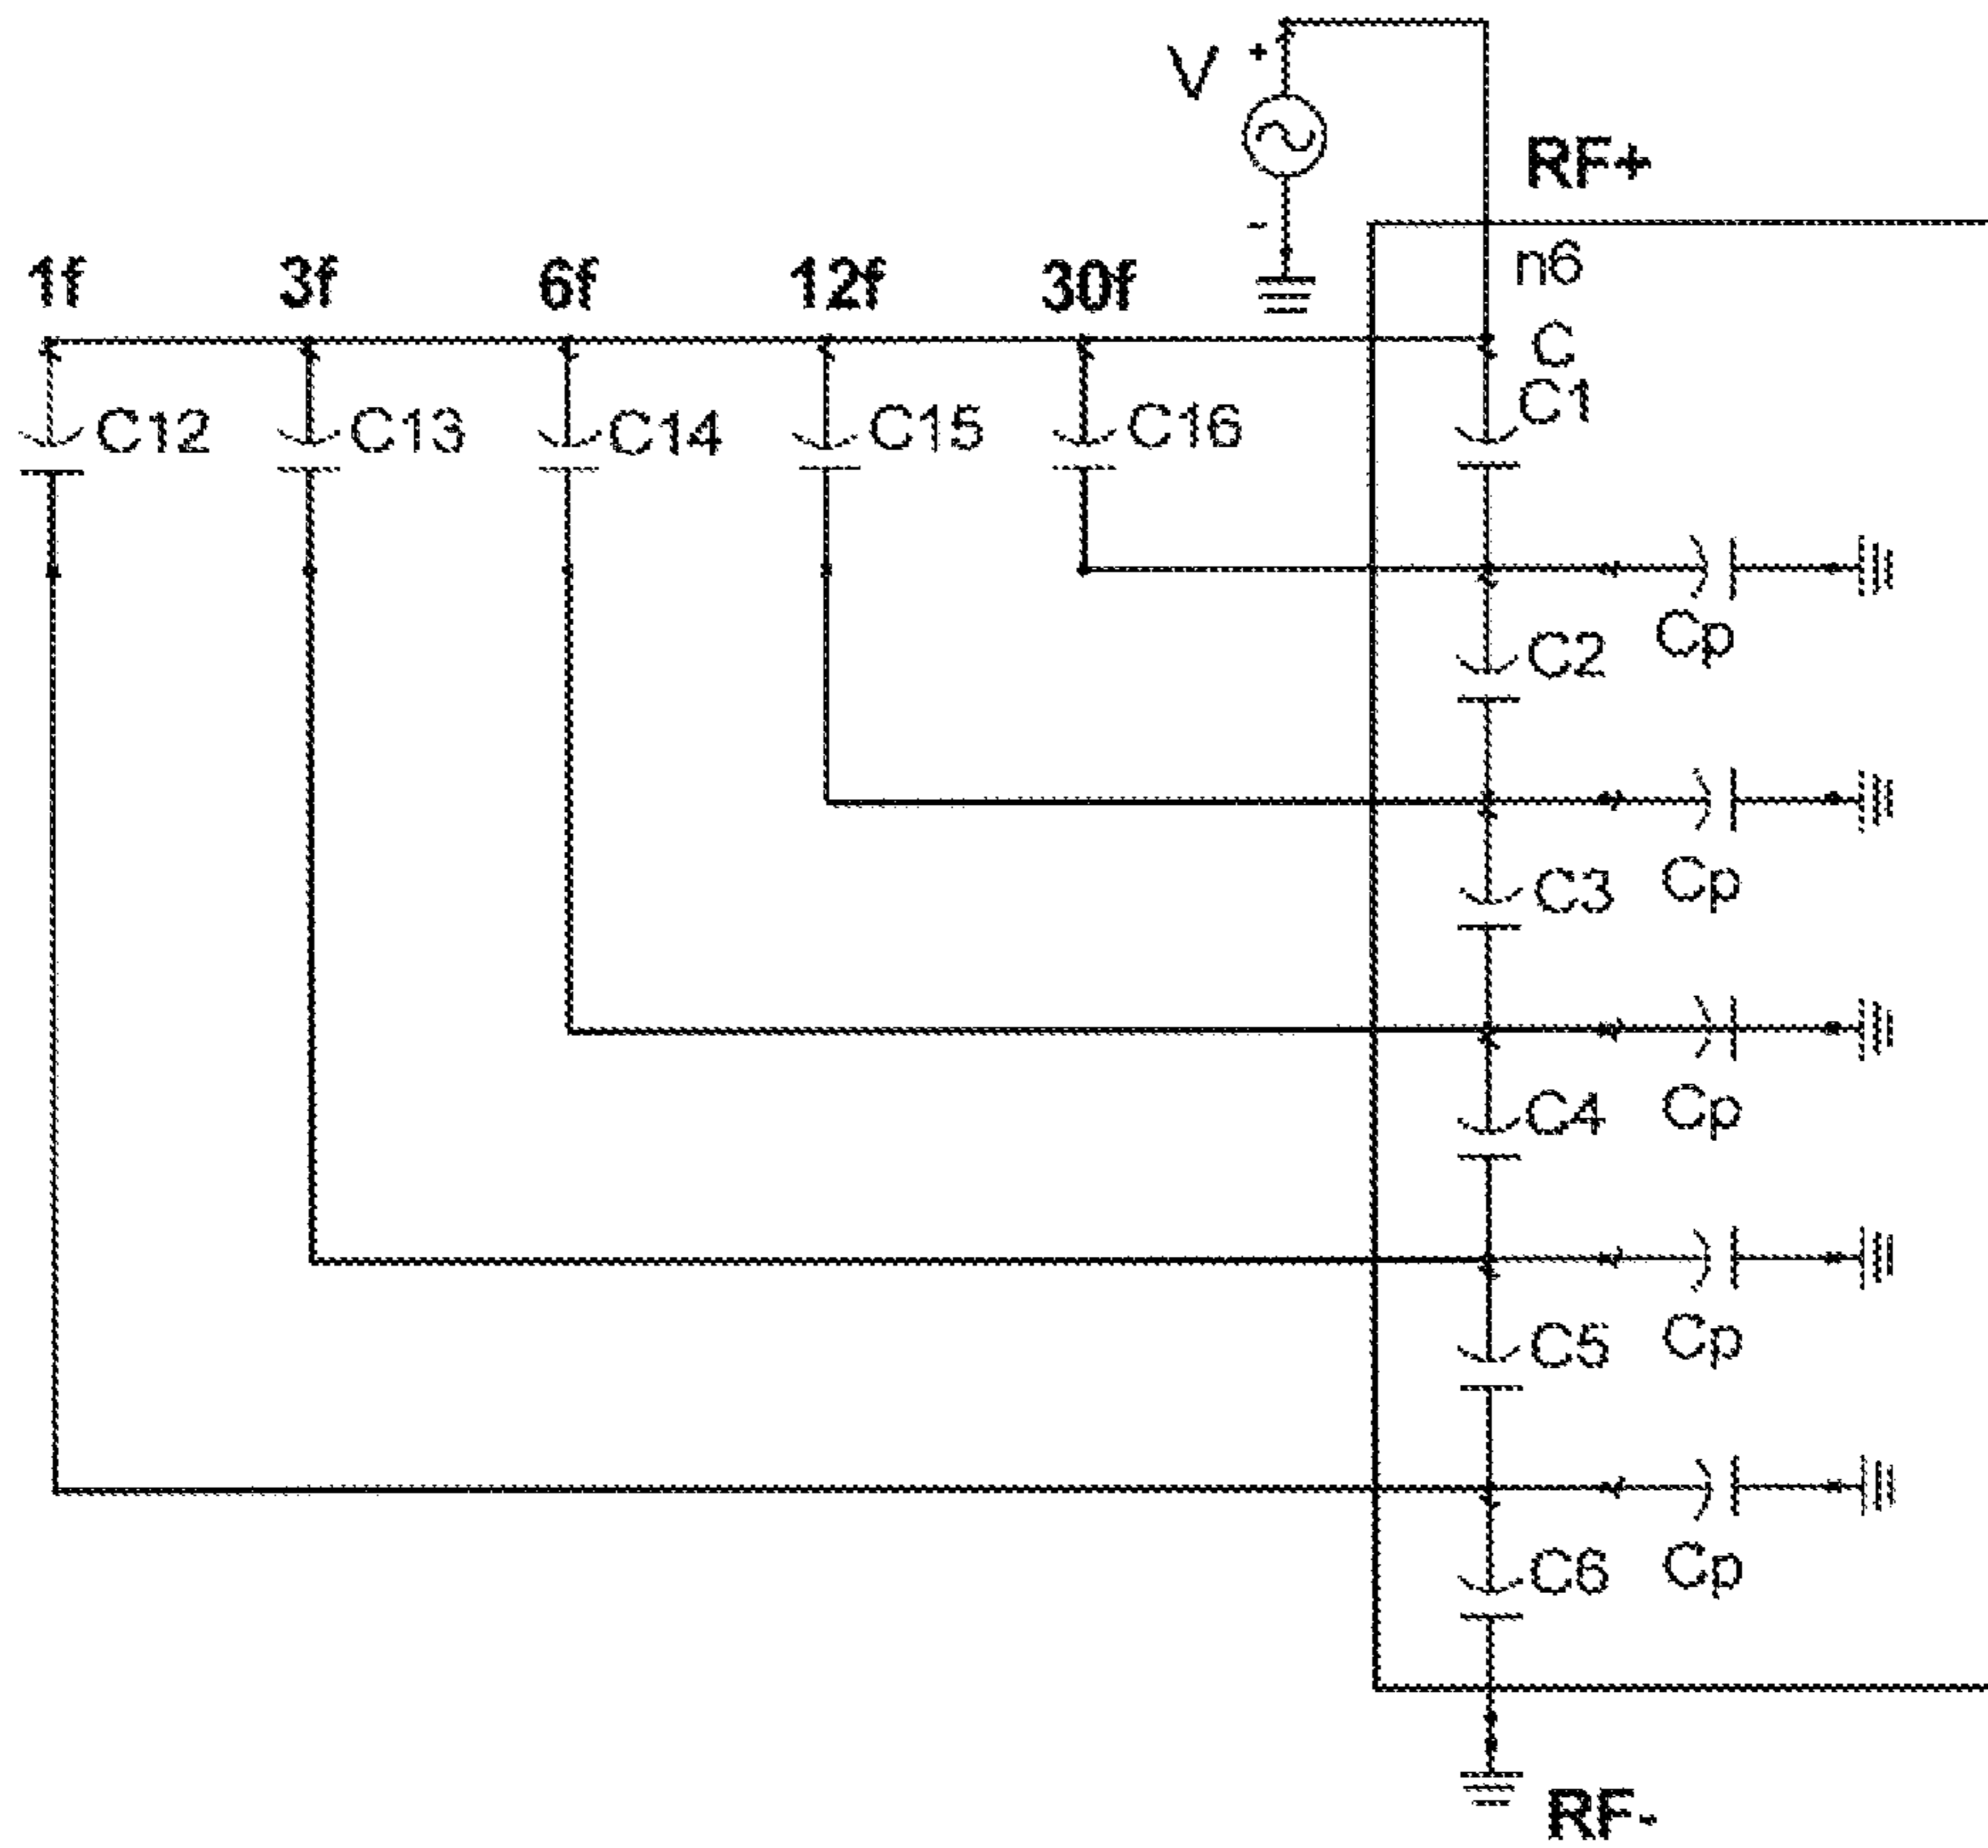 V + -
RF+
n6
1f 3f 6f 12f 30f
C
C1
C12 C13 C14 C15 C16
Cp
C2
Cp
C3
Cp
C4
Cp
C5
Cp
C6
RF-